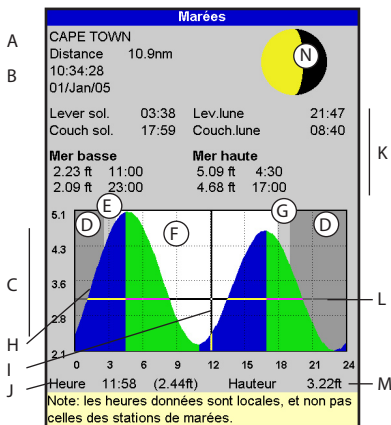 Marées
A
CAPE TOWN
Distance 10.9nm
B
10:34:28
01/Jan/05
N
Lever sol. 03:38 Lev.lune 21:47
Couch sol. 17:59 Couch.lune 08:40
K
Mer basse Mer haute
2.23 ft 11:00 5.09 ft 4:30
2.09 ft 23:00 4.68 ft 17:00
5.1
D E F G D
4.3
C
3.6
L
2.8
H
2.1
I
0 3 6 9 12 15 18 21 24
J
Heure 11:58 (2.44ft) Hauteur 3.22ft
M
Note: les heures données sont locales, et non pas
celles des stations de marées.